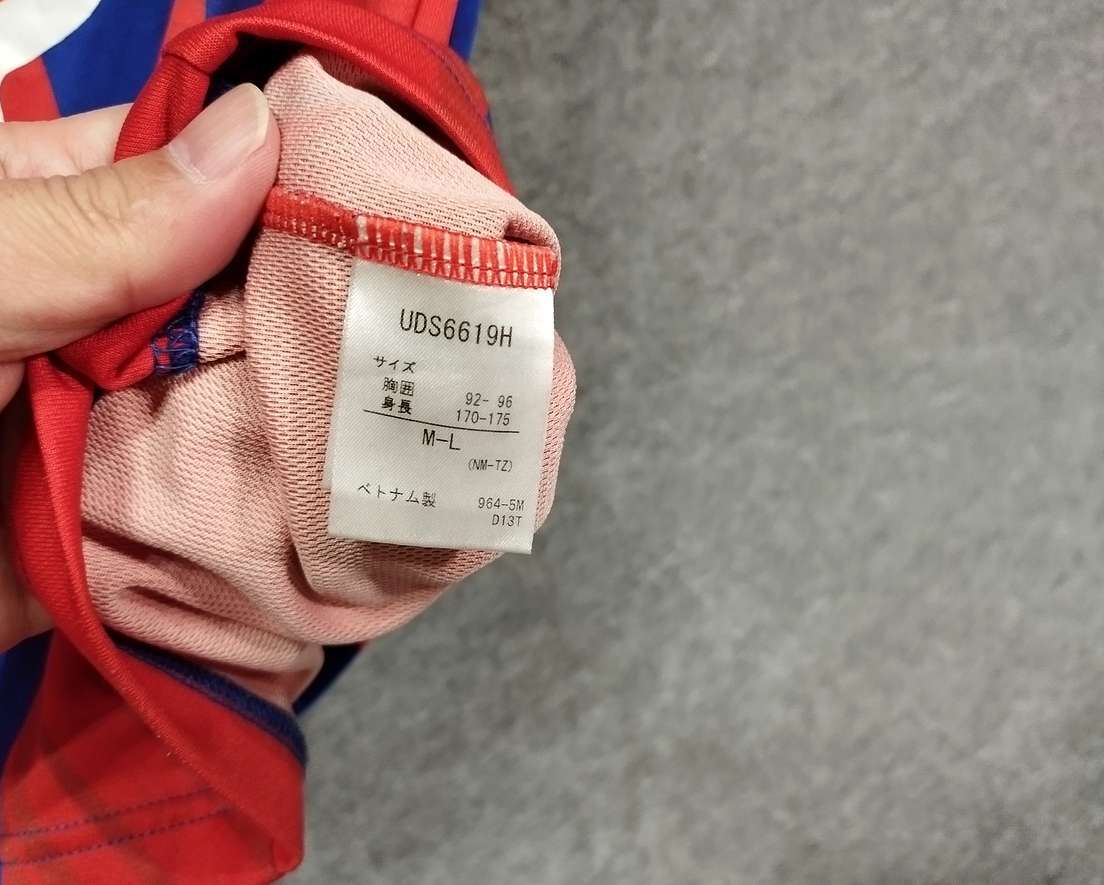 UDS6619H
サイズ
胸囲 92- 96
身長 170-175
M-L
(NM-TZ)
ベトナム製 964-5M
D13T